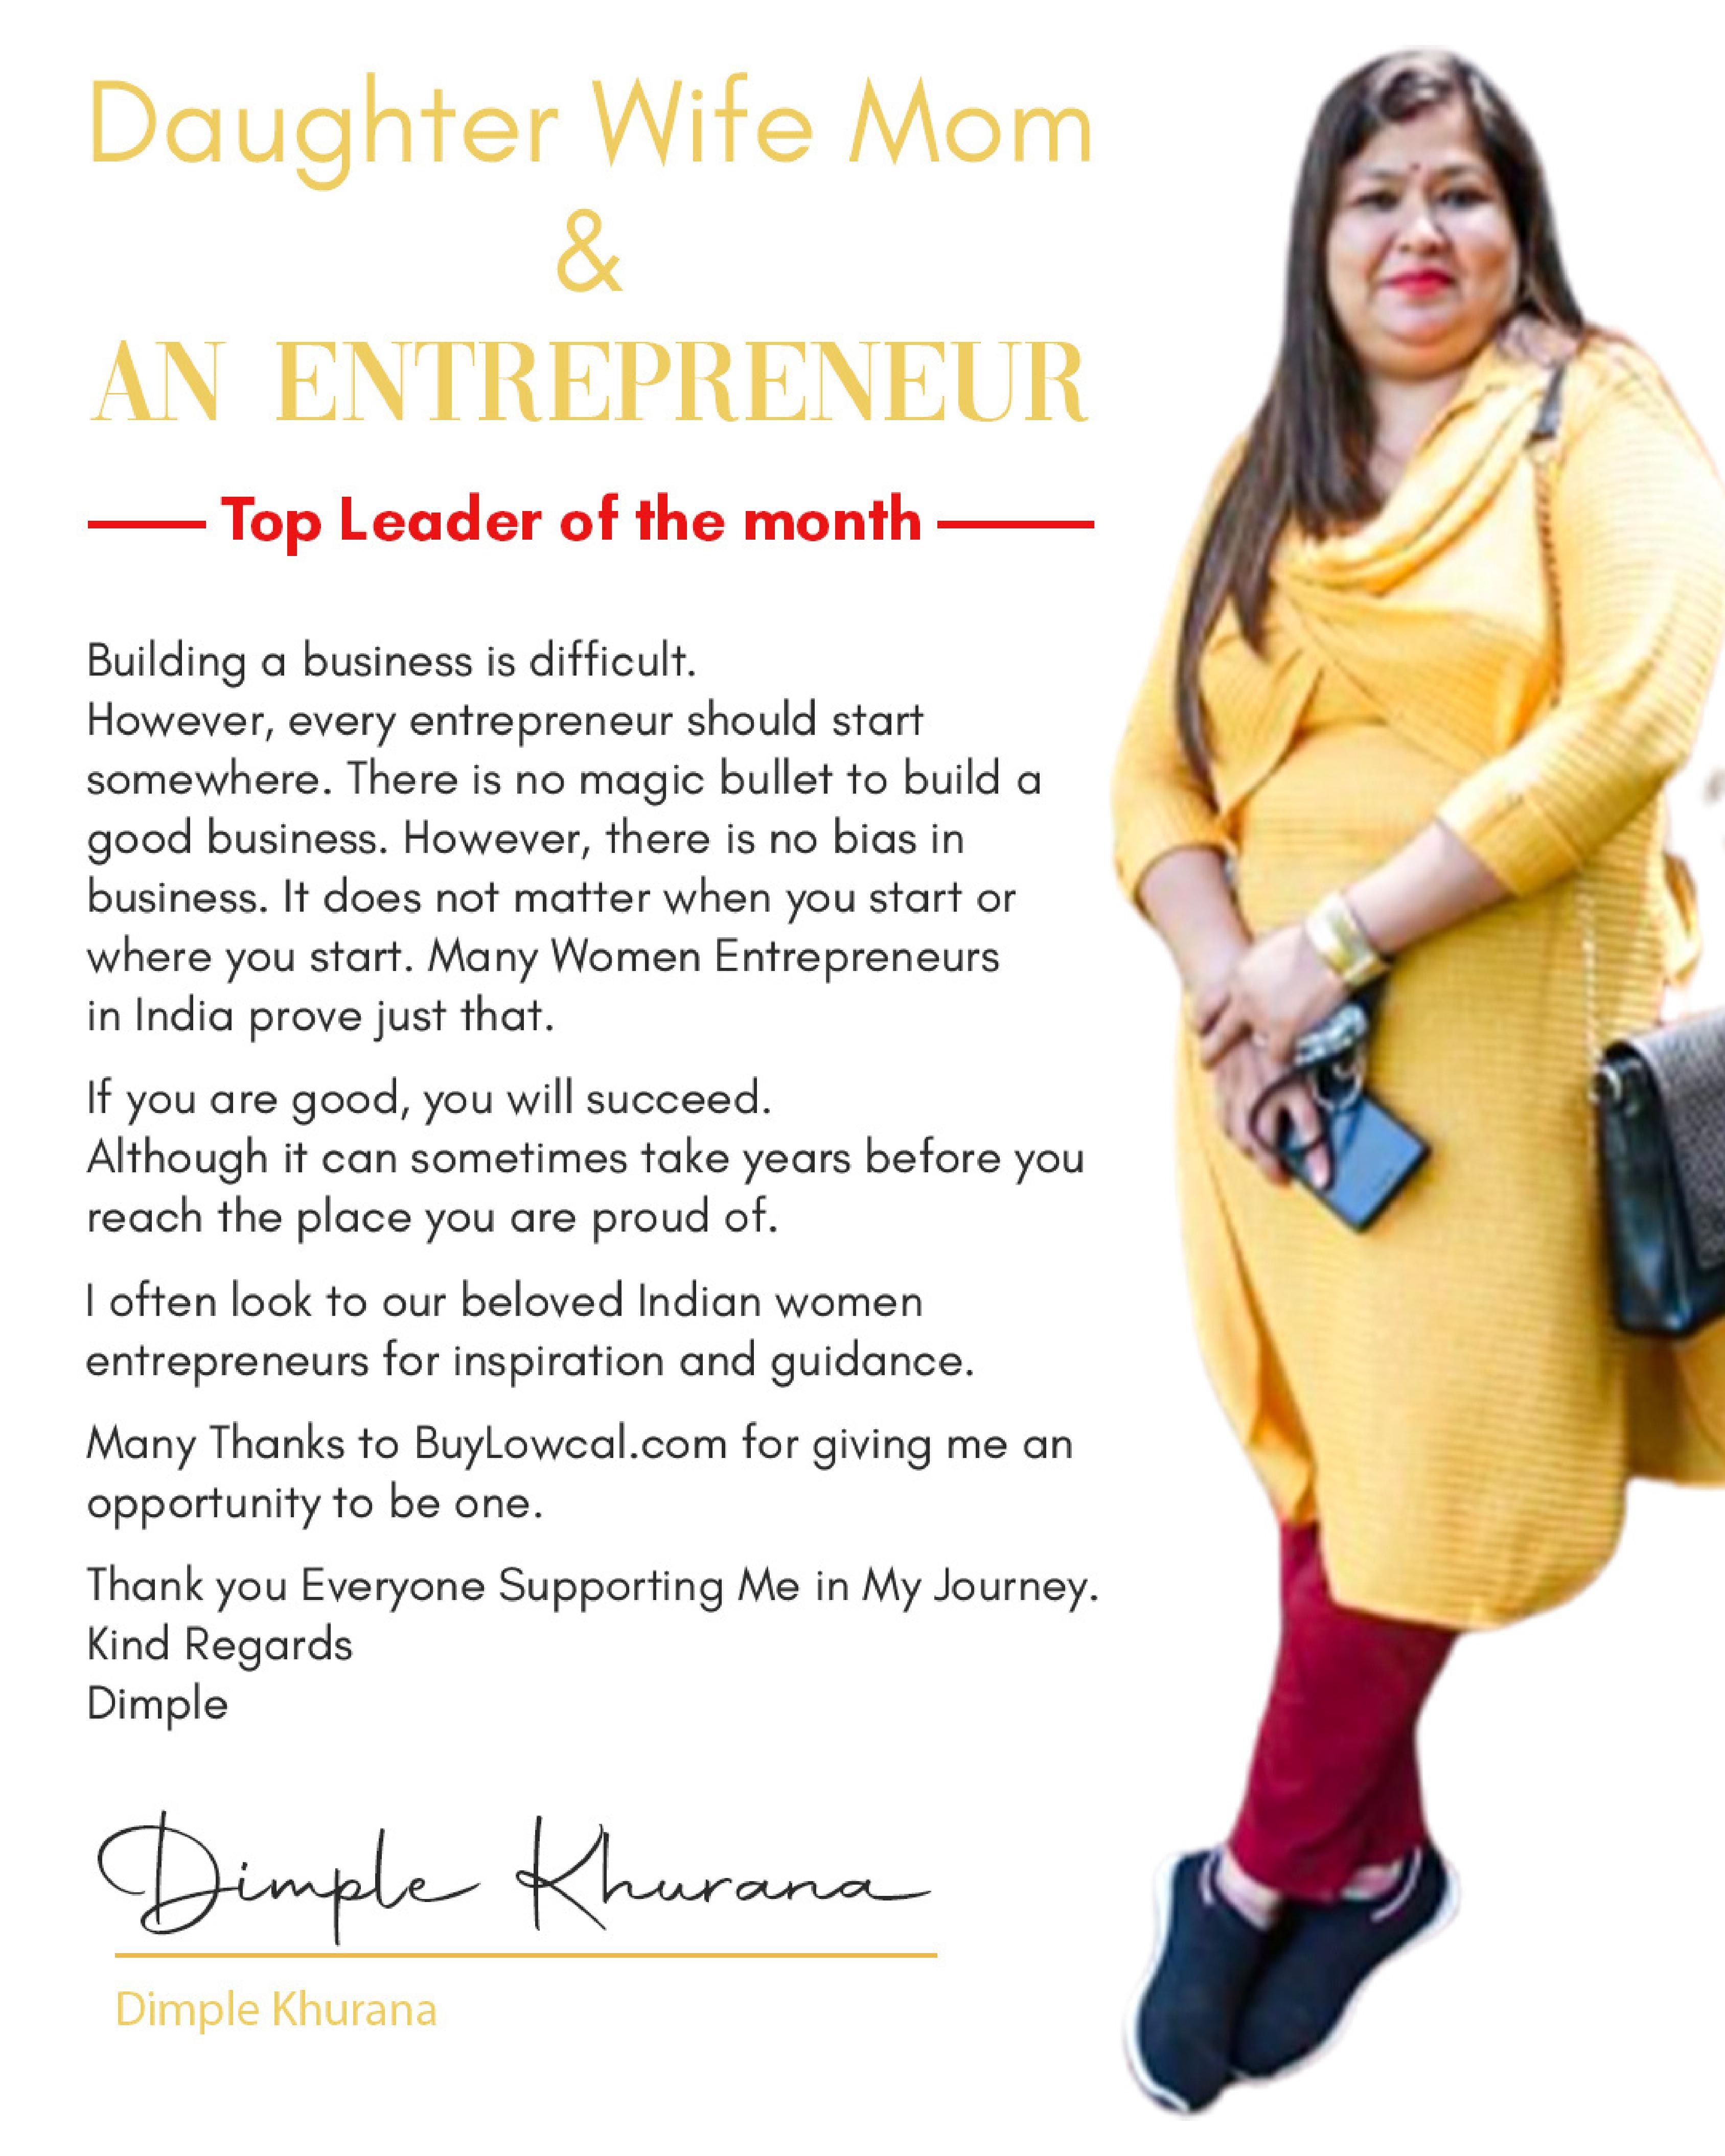 Daughter Wife Mom
&
AN ENTREPRENEUR
Top Leader of the month
Building a business is difficult.
However, every entrepreneur should start
somewhere. There is no magic bullet to build a
good business. However, there is no bias in
business. It does not matter when you start or
where you start. Many Women Entrepreneurs
in India prove just that.
If you are good, you will succeed.
Although it can sometimes take years before you
reach the place you are proud of.
I often look to our beloved Indian women
entrepreneurs for inspiration and guidance.
Many Thanks to BuyLowcal.com for giving me an
opportunity to be one.
Thank you Everyone Supporting Me in My Journey.
Kind Regards
Dimple
Dimple Khurana
Dimple Khurana